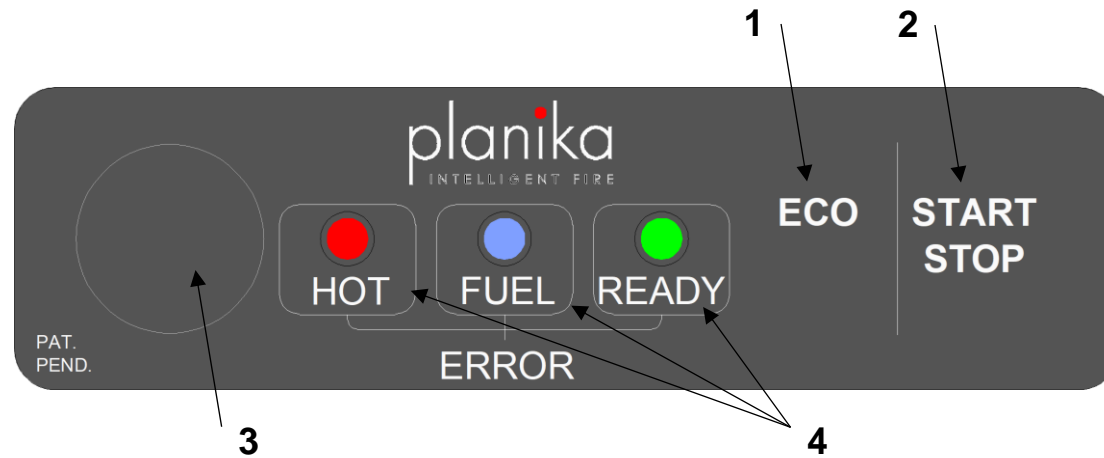 1 2
planika
INTELLIGENT FIRE
ECO
START
STOP
HOT FUEL READY
PAT.
PEND.
ERROR
3 4